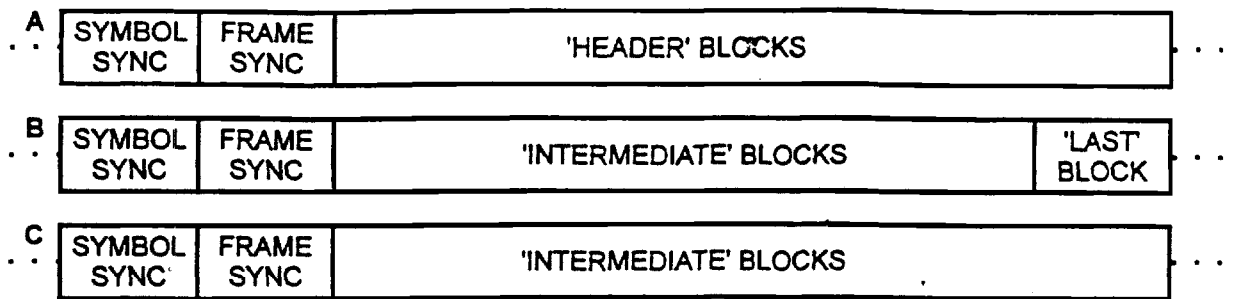 A
SYMBOL SYNC
FRAME SYNC
'HEADER' BLOCKS
B
SYMBOL SYNC
FRAME SYNC
'INTERMEDIATE' BLOCKS
'LAST' BLOCK
C
SYMBOL SYNC
FRAME SYNC
'INTERMEDIATE' BLOCKS